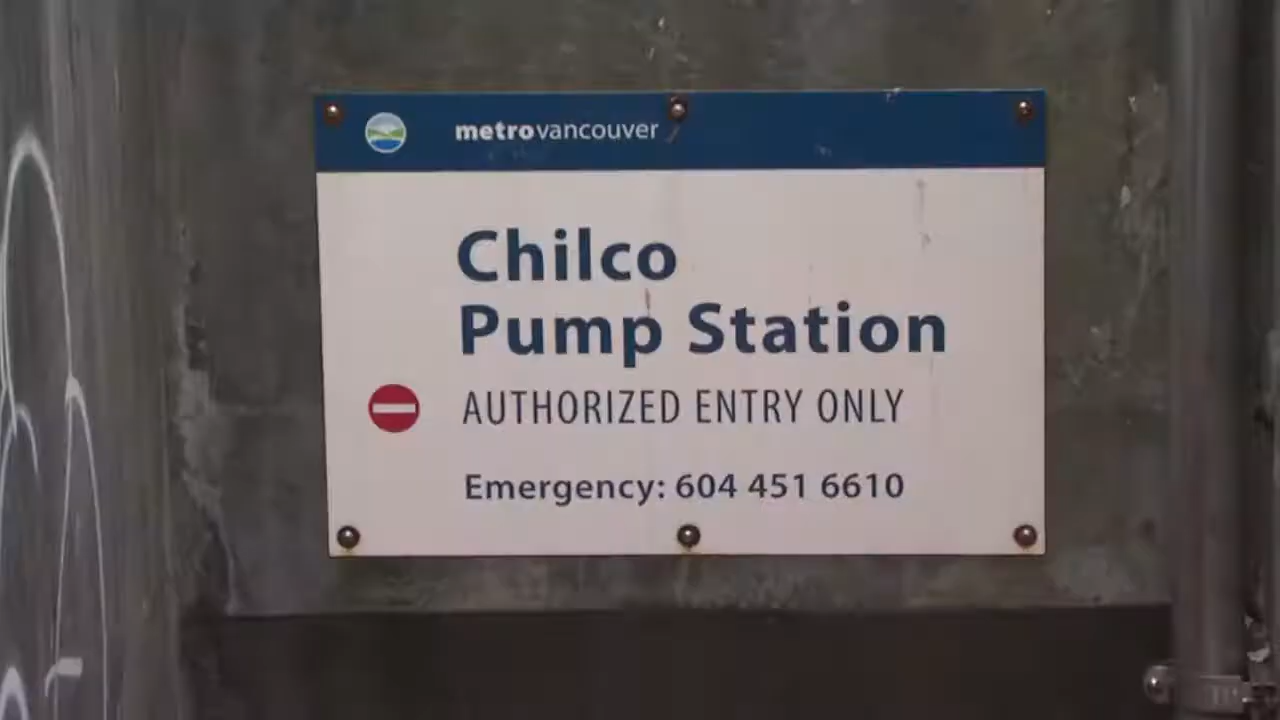 metrovancouver
Chilco
Pump Station
AUTHORIZED ENTRY ONLY
Emergency: 604 451 6610